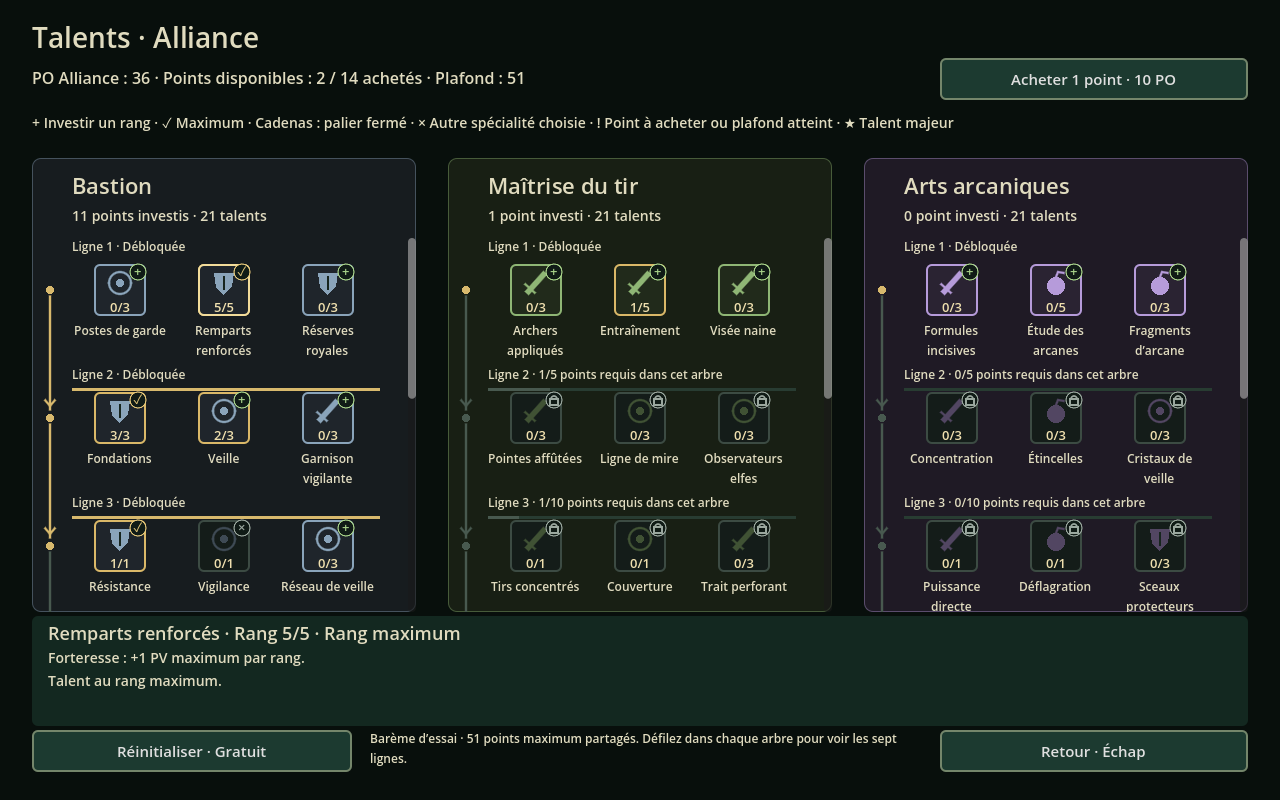 Talents · Alliance
PO Alliance : 36 · Points disponibles : 2 / 14 achetés · Plafond : 51
Acheter 1 point · 10 PO
+ Investir un rang · ✓ Maximum · Cadenas : palier fermé · × Autre spécialité choisie · ! Point à acheter ou plafond atteint · ★ Talent majeur
Bastion
11 points investis · 21 talents
Ligne 1 · Débloquée
+ ✓ +
0/3 5/5 0/3
Postes de garde Remparts Réserves
renforcés royales
Ligne 2 · Débloquée
✓ + +
3/3 2/3 0/3
Fondations Veille Garnison
vigilante
Ligne 3 · Débloquée
✓ × +
1/1 0/1 0/3
Résistance Vigilance Réseau de veille
Maîtrise du tir
1 point investi · 21 talents
Ligne 1 · Débloquée
+ + +
0/3 1/5 0/3
Archers Entraînement Visée naine
appliqués
Ligne 2 · 1/5 points requis dans cet arbre
0/3 0/3 0/3
Pointes affûtées Ligne de mire Observateurs
elfes
Ligne 3 · 1/10 points requis dans cet arbre
0/1 0/1 0/3
Tirs concentrés Couverture Trait perforant
Arts arcaniques
0 point investi · 21 talents
Ligne 1 · Débloquée
+ + +
0/3 0/5 0/3
Formules Étude des Fragments
incisives arcanes d’arcane
Ligne 2 · 0/5 points requis dans cet arbre
0/3 0/3 0/3
Concentration Étincelles Cristaux de
veille
Ligne 3 · 0/10 points requis dans cet arbre
0/1 0/1 0/3
Puissance Déflagration Sceaux
directe protecteurs
Remparts renforcés · Rang 5/5 · Rang maximum
Forteresse : +1 PV maximum par rang.
Talent au rang maximum.
Réinitialiser · Gratuit
Barème d’essai · 51 points maximum partagés. Défilez dans chaque arbre pour voir les sept
lignes.
Retour · Échap